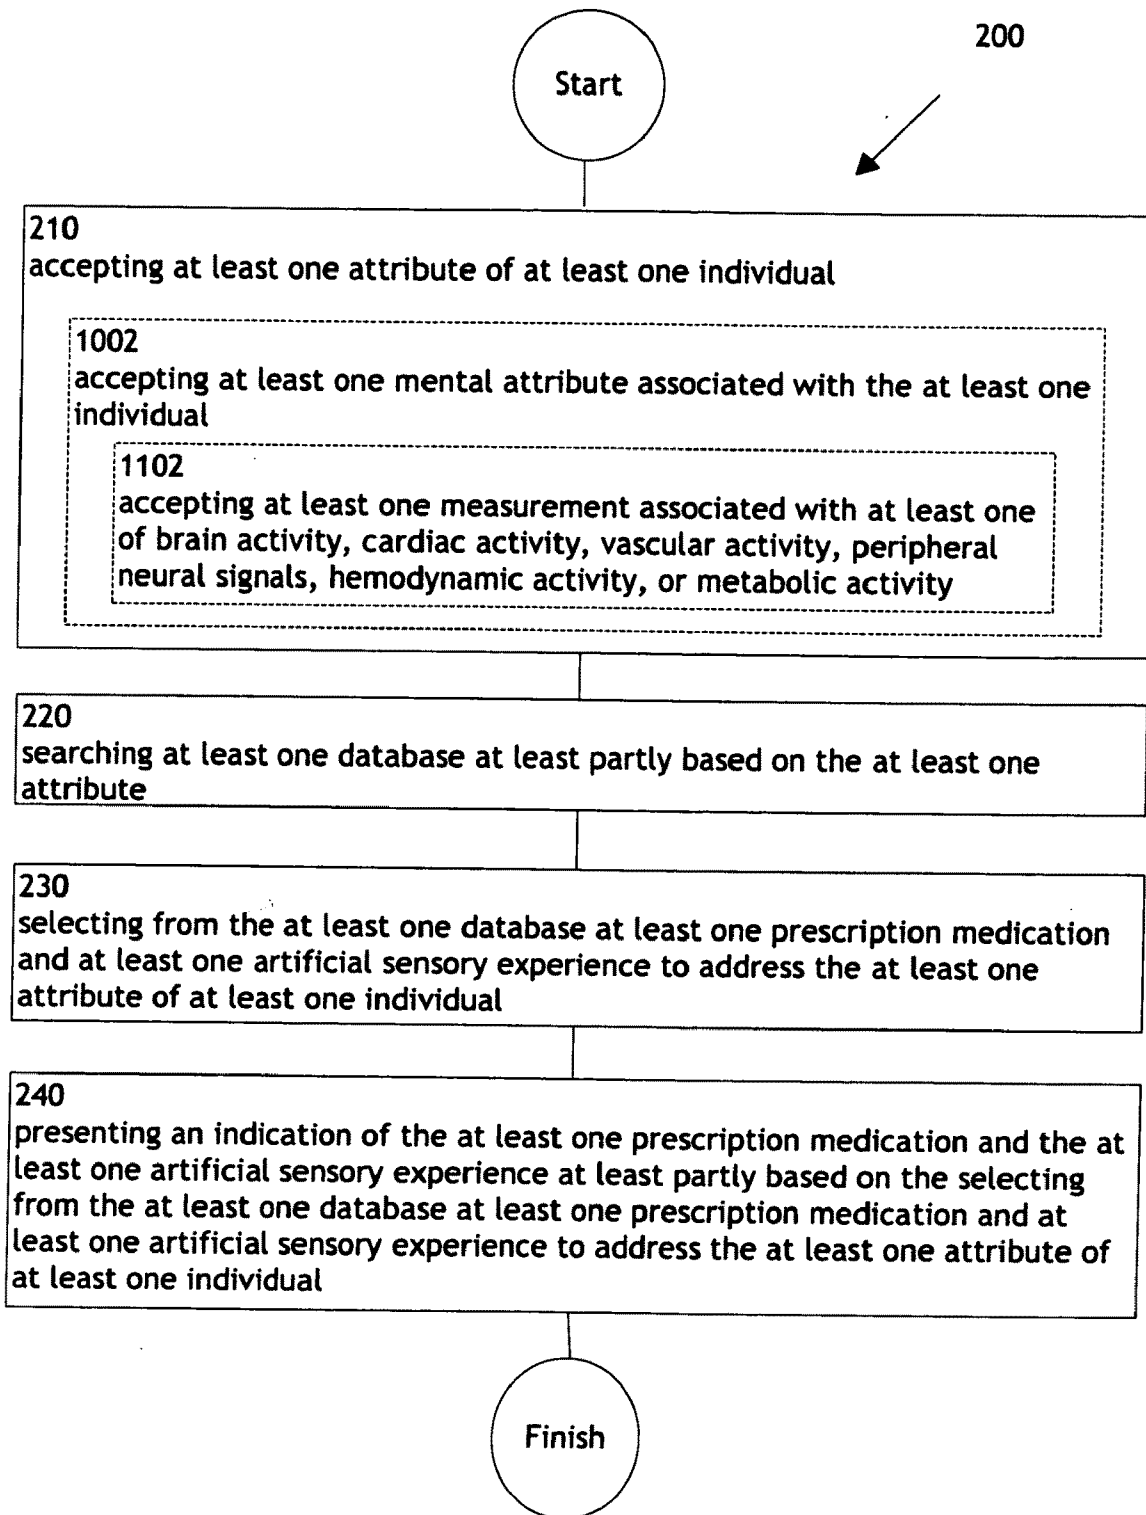 200
Start
210
accepting at least one attribute of at least one individual
1002
accepting at least one mental attribute associated with the at least one
individual
1102
accepting at least one measurement associated with at least one
of brain activity, cardiac activity, vascular activity, peripheral
neural signals, hemodynamic activity, or metabolic activity
220
searching at least one database at least partly based on the at least one
attribute
230
selecting from the at least one database at least one prescription medication
and at least one artificial sensory experience to address the at least one
attribute of at least one individual
240
presenting an indication of the at least one prescription medication and the at
least one artificial sensory experience at least partly based on the selecting
from the at least one database at least one prescription medication and at
least one artificial sensory experience to address the at least one attribute of
at least one individual
Finish